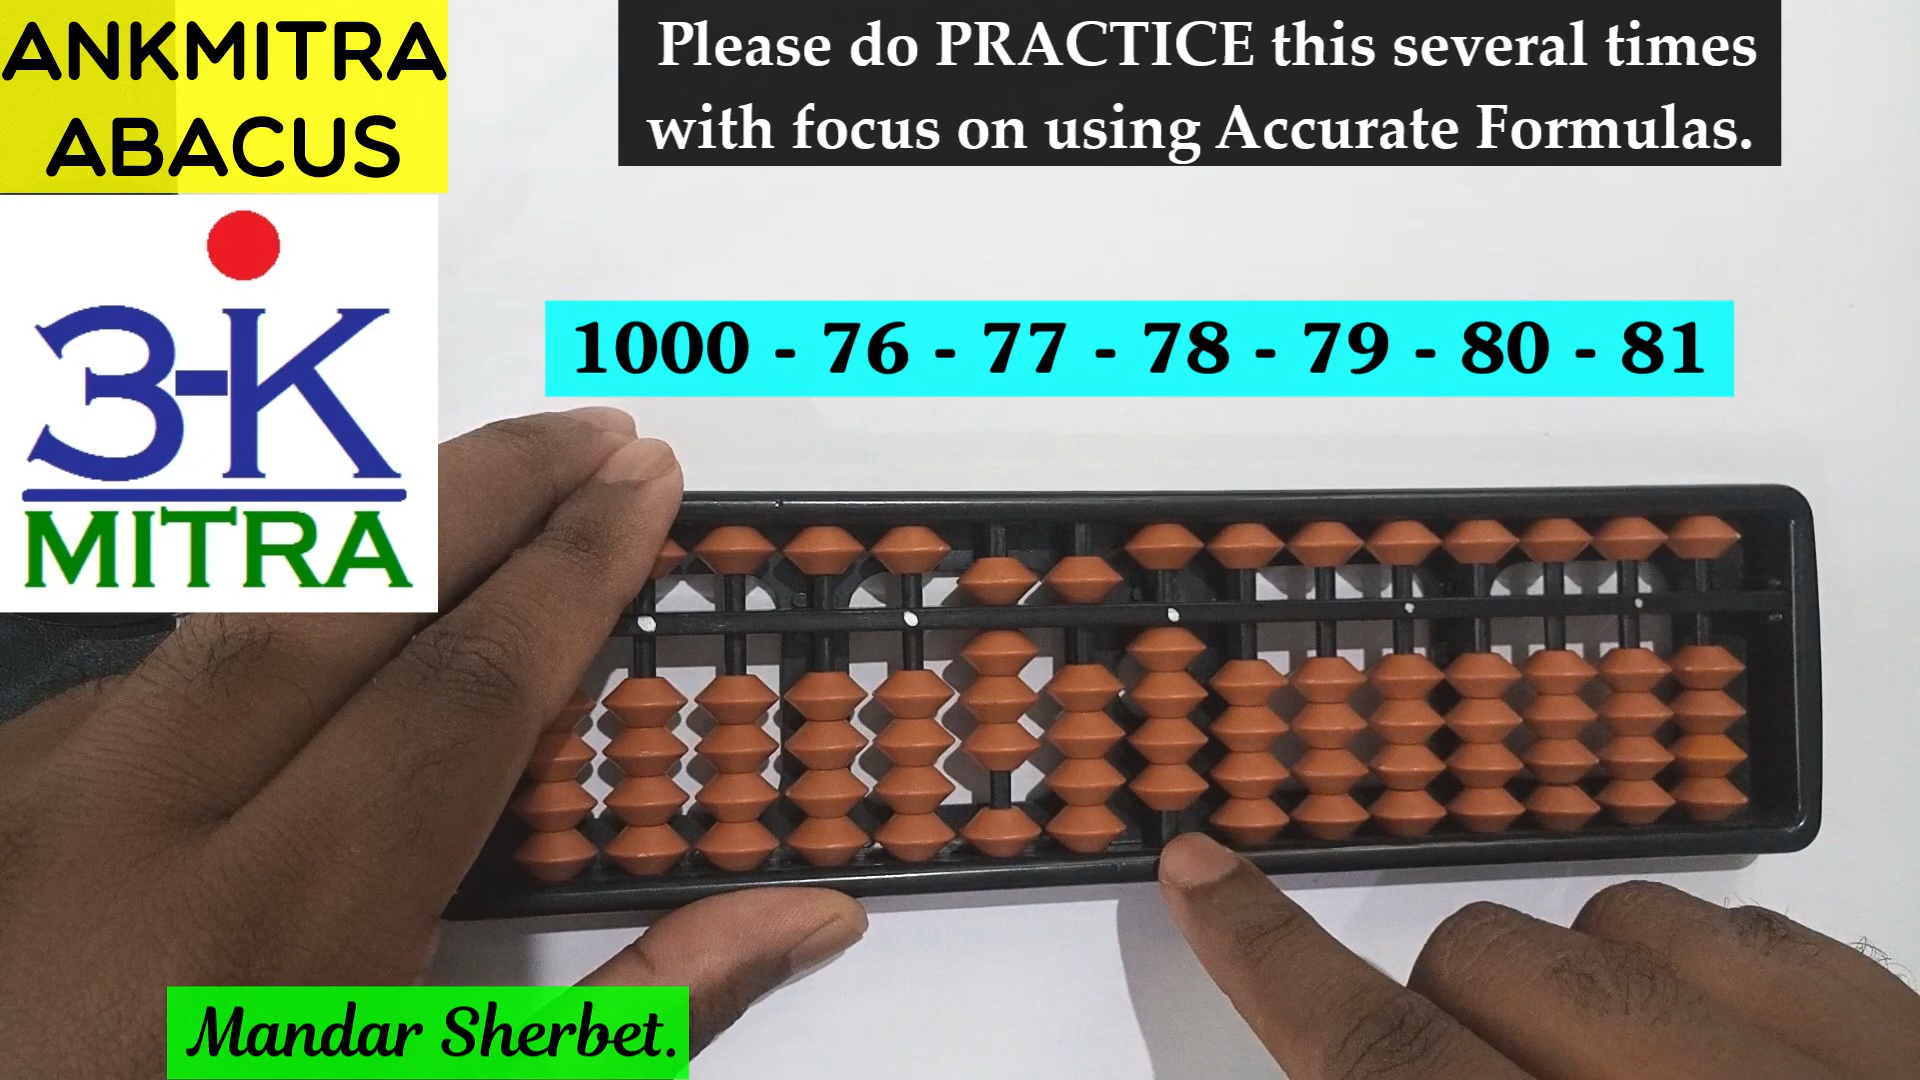 ANKMITRA
ABACUS
Please do PRACTICE this several times
with focus on using Accurate Formulas.
3-K
MITRA
1000 - 76 - 77 - 78 - 79 - 80 - 81
Mandar Sherbet.